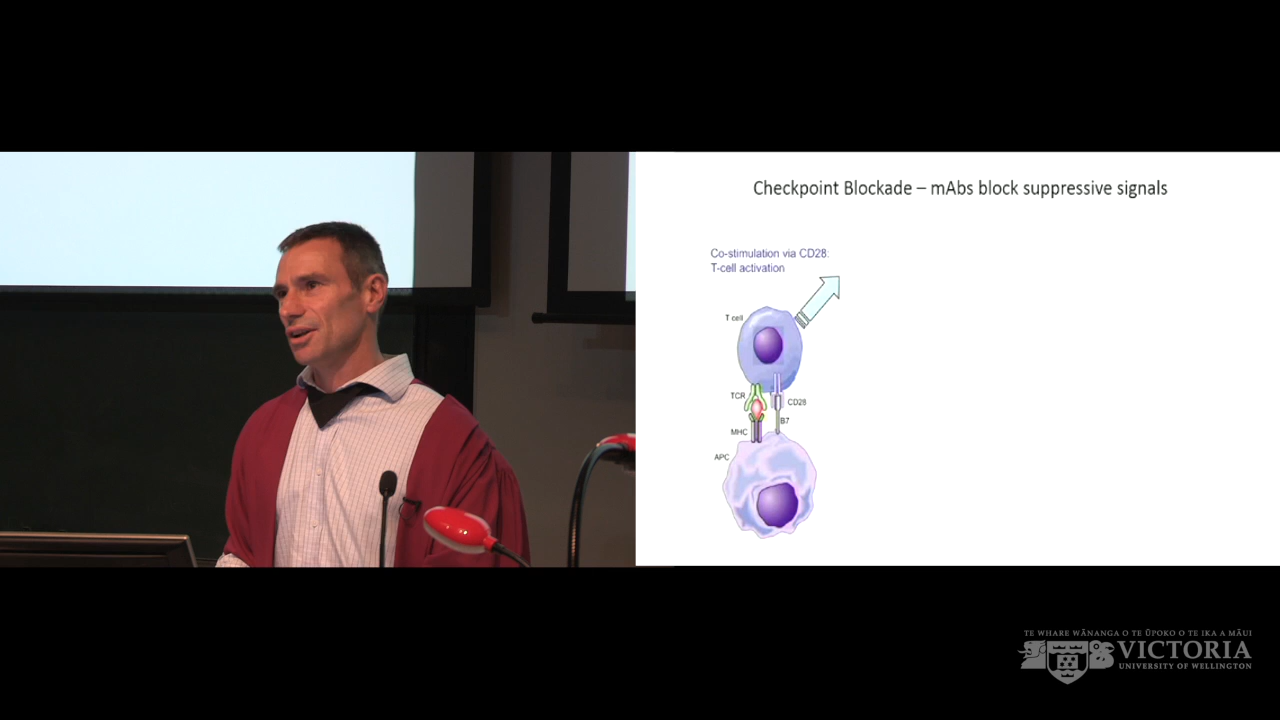 Checkpoint Blockade – mAbs block suppressive signals
Co-stimulation via CD28:
T-cell activation
T cell
TCR
CD28
B7
MHC
APC
TE WHARE WĀNANGA O TE ŪPOKO O TE IKA A MĀUI
VICTORIA
UNIVERSITY OF WELLINGTON